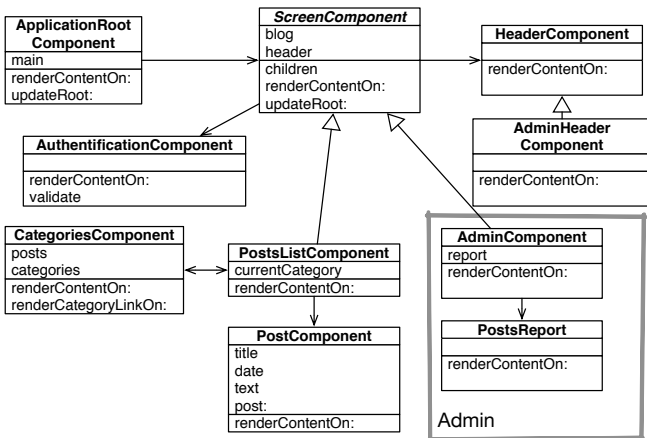 ApplicationRoot
Component
main
renderContentOn:
updateRoot:
ScreenComponent
blog
header
children
renderContentOn:
updateRoot:
HeaderComponent
renderContentOn:
AdminHeader
Component
renderContentOn:
AuthentificationComponent
renderContentOn:
validate
CategoriesComponent
posts
categories
renderContentOn:
renderCategoryLinkOn:
PostsListComponent
currentCategory
renderContentOn:
AdminComponent
report
renderContentOn:
PostsReport
renderContentOn:
PostComponent
title
date
text
post:
renderContentOn:
Admin